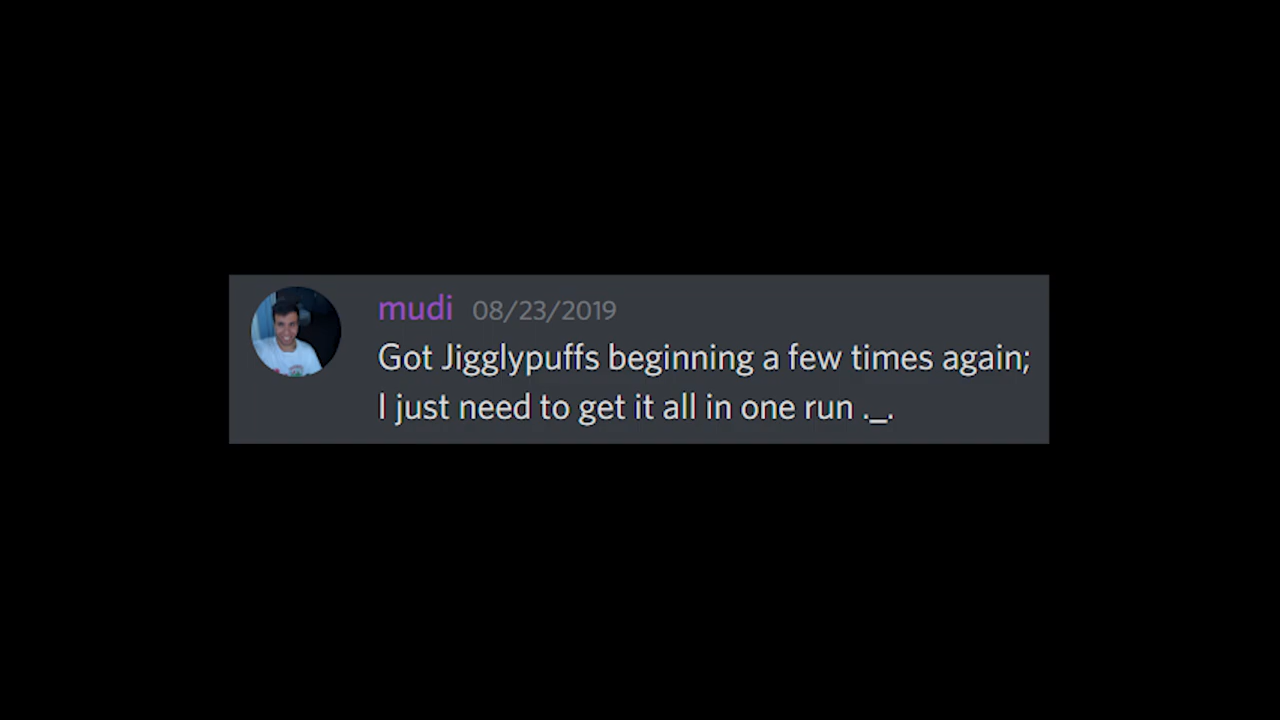 mudi 08/23/2019
Got Jigglypuffs beginning a few times again;
I just need to get it all in one run ._.